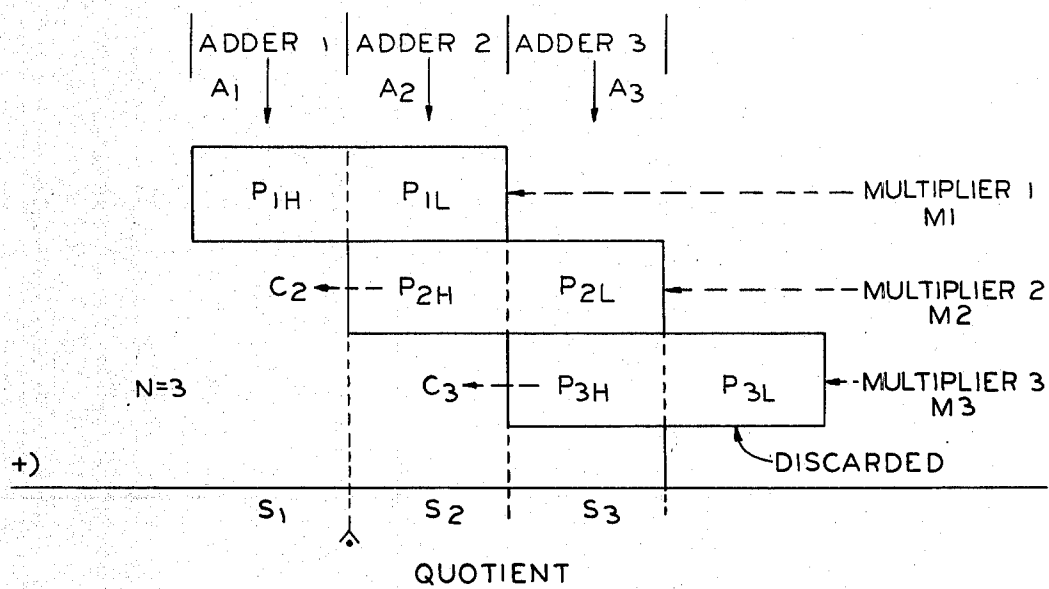 ADDER 1 ADDER 2 ADDER 3
A1 A2 A3
P1H P1L MULTIPLIER 1
M1
C2 P2H P2L MULTIPLIER 2
M2
N=3 C3 P3H P3L MULTIPLIER 3
M3
+) DISCARDED
S1 S2 S3
QUOTIENT